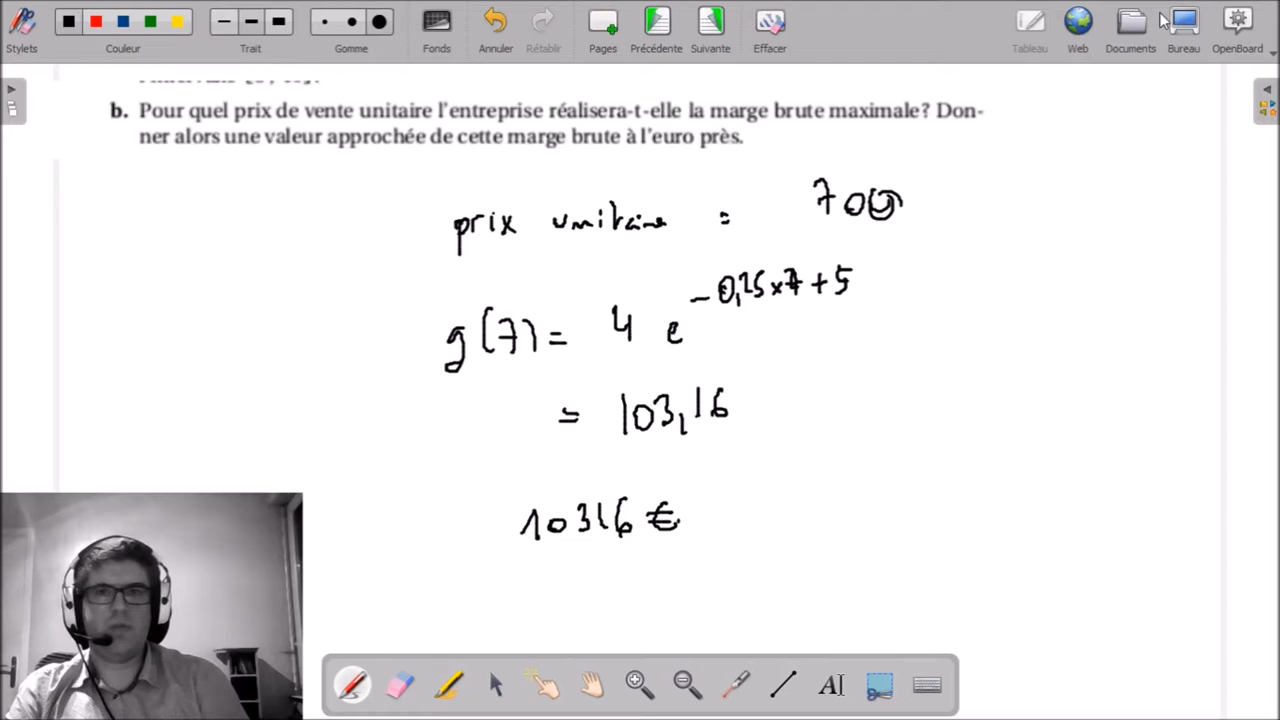 Stylets Couleur Trait Gomme Fonds Annuler Rétablir Pages Précédente Suivante Effacer Tableau Web Documents Bureau OpenBoard
b. Pour quel prix de vente unitaire l'entreprise réalisera-t-elle la marge brute maximale? Don-
ner alors une valeur approchée de cette marge brute à l'euro près.
prix unitaire = 700
g(7) = 4 e^{-0,25×7+5}
= 103,16
10316 €
AI